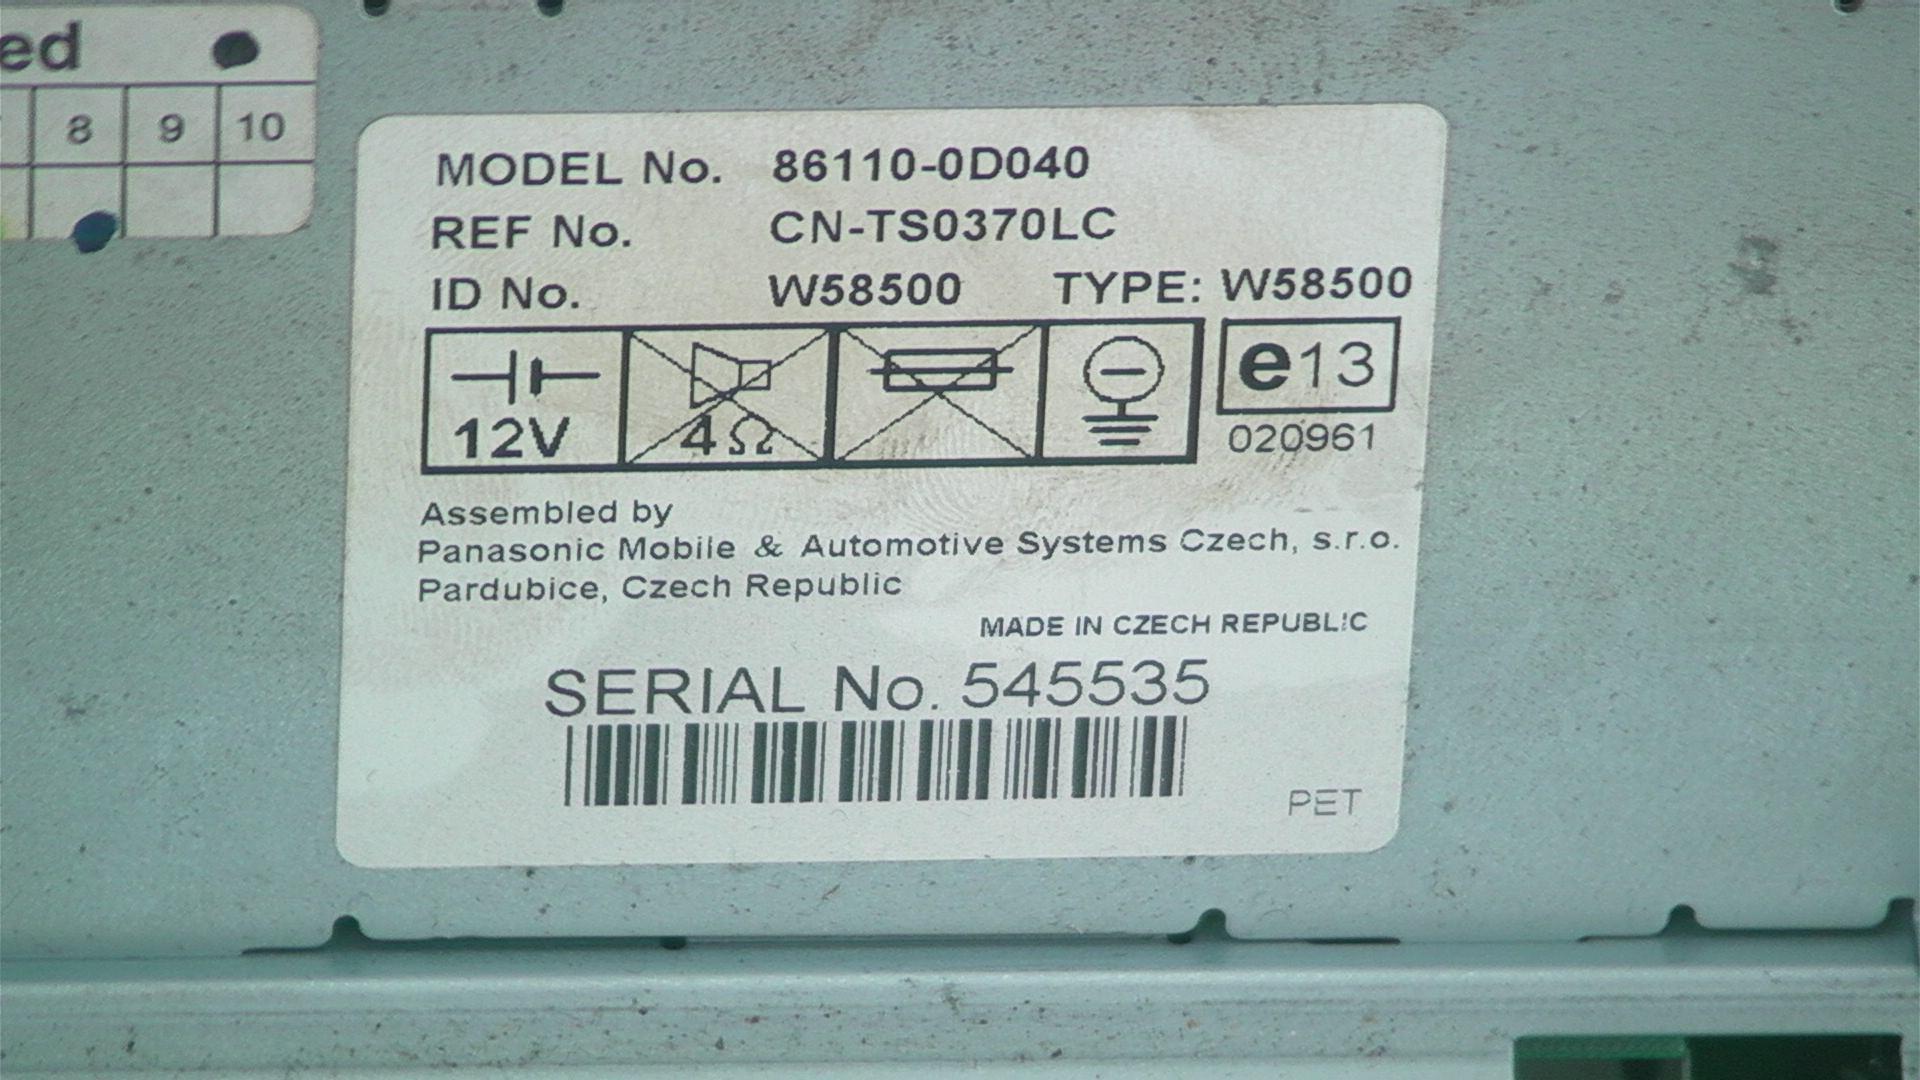 ed
8 9 10
MODEL No. 86110-0D040
REF No. CN-TS0370LC
ID No. W58500 TYPE: W58500
12V 4Ω e13
020961
Assembled by
Panasonic Mobile & Automotive Systems Czech, s.r.o.
Pardubice, Czech Republic
MADE IN CZECH REPUBLIC
SERIAL No. 545535
PET